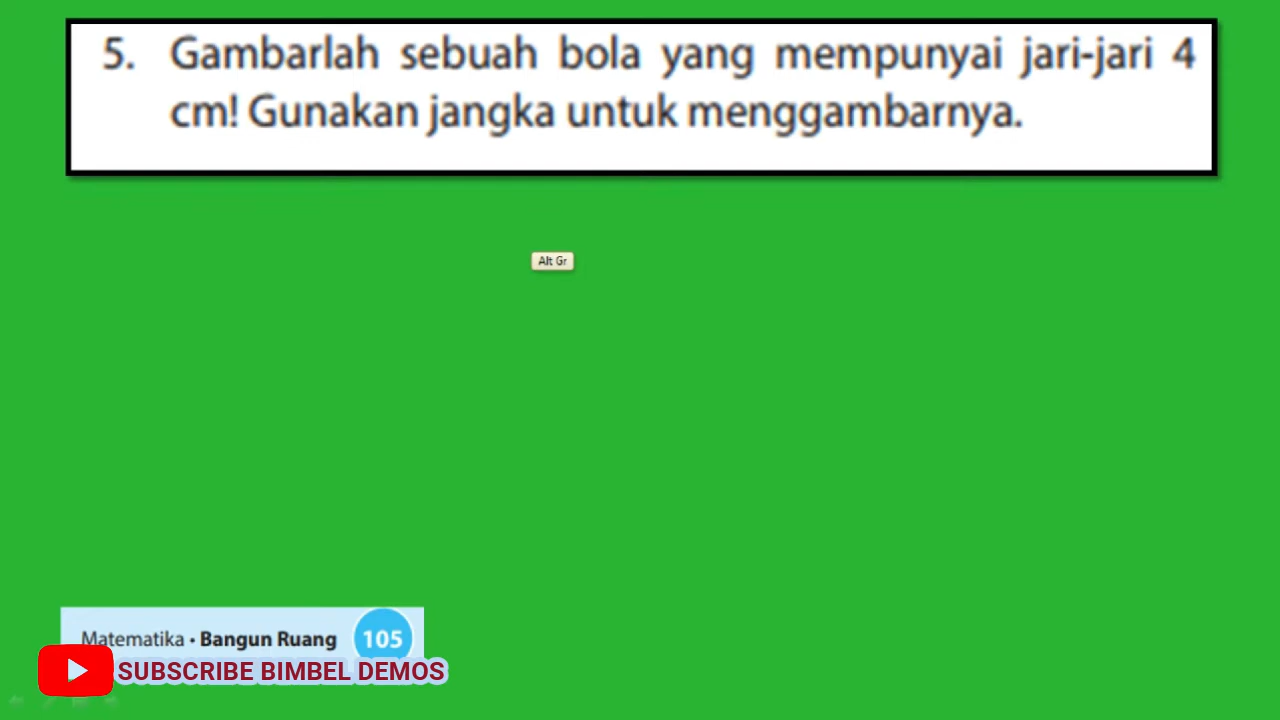 5. Gambarlah sebuah bola yang mempunyai jari-jari 4
cm! Gunakan jangka untuk menggambarnya.
Alt Gr
Matematika • Bangun Ruang 105
SUBSCRIBE BIMBEL DEMOS